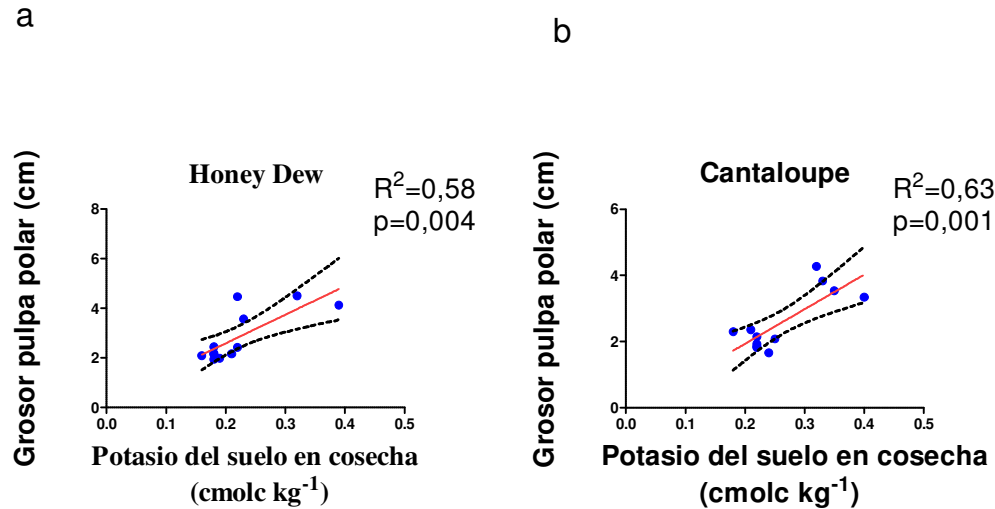 a
Honey Dew
R²=0,58
p=0,004
Grosor pulpa polar (cm)
8
6
4
2
0
0.0 0.1 0.2 0.3 0.4 0.5
Potasio del suelo en cosecha
(cmolc kg⁻¹)
b
Cantaloupe
R²=0,63
p=0,001
Grosor pulpa polar (cm)
6
4
2
0
0.0 0.1 0.2 0.3 0.4 0.5
Potasio del suelo en cosecha
(cmolc kg⁻¹)